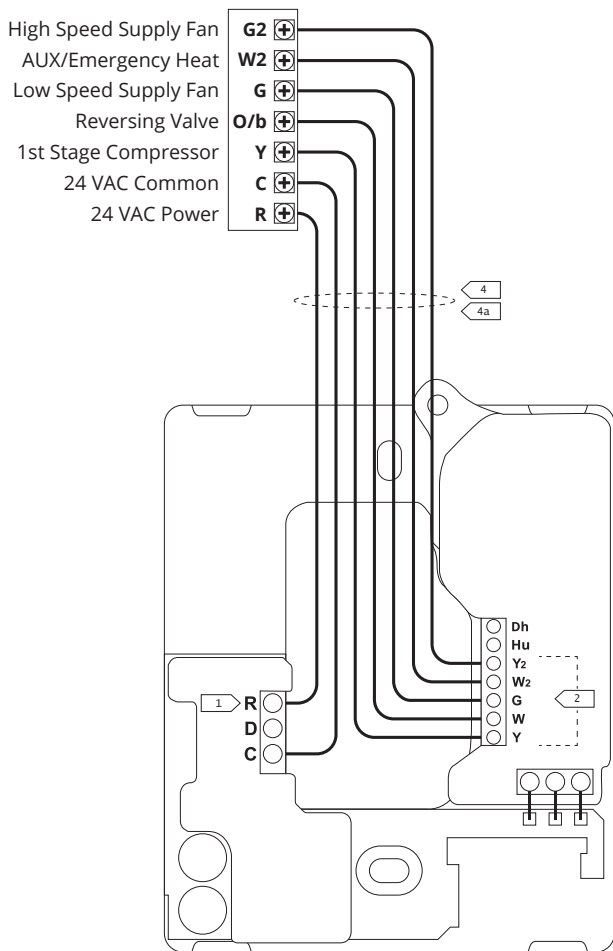 High Speed Supply Fan G2
AUX/Emergency Heat W2
Low Speed Supply Fan G
Reversing Valve O/b
1st Stage Compressor Y
24 VAC Common C
24 VAC Power R
4
4a
Dh
Hu
Y2
W2
G
W
Y
2
1
R
D
C